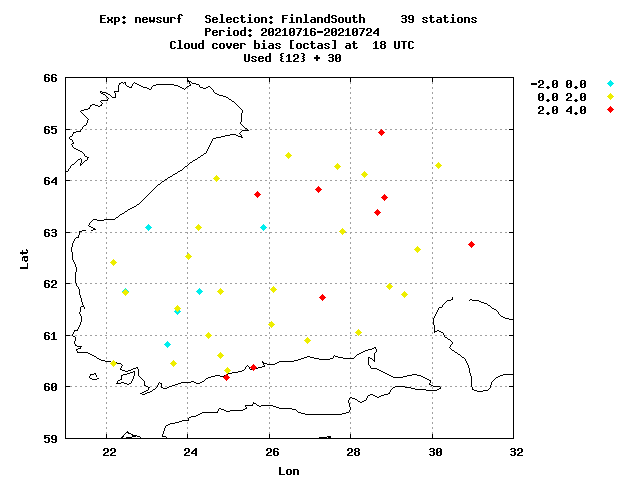 Exp: newsurf Selection: FinlandSouth 39 stations
Period: 20210716-20210724
Cloud cover bias [octas] at 18 UTC
Used {12} + 30
-2.0 0.0
0.0 2.0
2.0 4.0
66
65
64
63
62
61
60
59
Lat
22 24 26 28 30 32
Lon